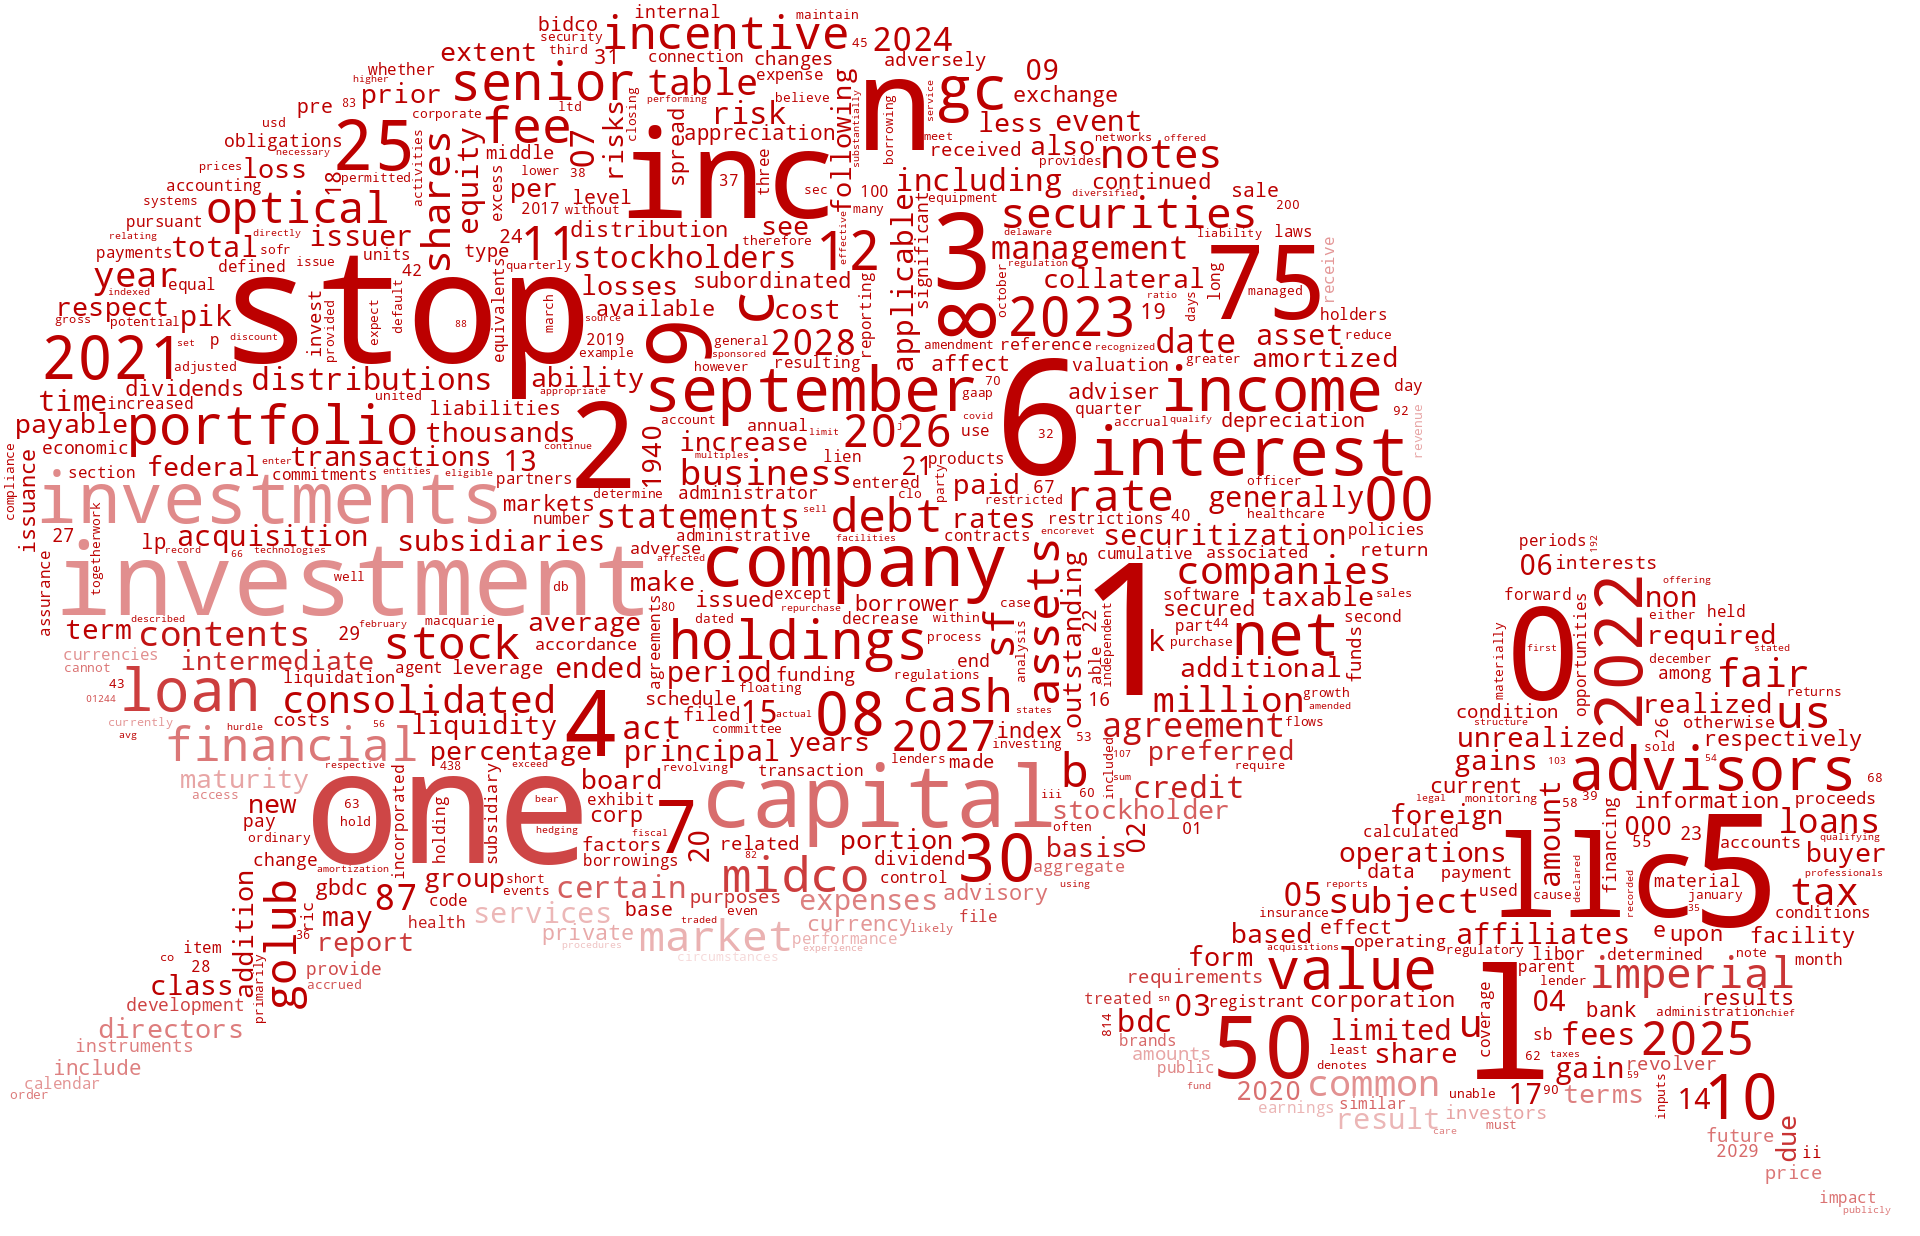 internal maintain
bidco incentive 45 2024
security third 31
extent connection changes adversely
whether senior table expense n gc 09
higher prior performing believe following service exchange
pre 83 corporate ltd closing risk less event
usd 25 fee 07 risks spread appreciation borrowing substantially meet networks offered
obligations necessary middle inc received also provides notes
prices loss permitted activities shares equity lower 38 three 37 sec 100 including continued
accounting 18 per level many equipment diversified sale 200
systems optical excess 2017 without applicable significant 3 securities
pursuant issuer 24 11 distribution see 12 delaware liability laws
relating directly type therefore effective management 75
payments total sofr units stockholders regulation
year defined issue 42 quarterly losses subordinated reporting october collateral long managed receive
indexed equal stop equivalents
respect invest provided expect default 88 march available 9 c cost 8 2023 ratio 19 days holders
gross potential pik source general 2028
set p discount 2019 sponsored amendment reference recognized date asset reduce
2021 adjusted example however resulting affect valuation greater amortized
dividends distributions ability september 70 6 adviser income day
time increased united appropriate gaap quarter 92 revenue
payable portfolio liabilities 2 account annual 2026 covid use 32 accrual qualify depreciation
economic thousands continue 1940 increase limit j interest
compliance issuance section federal enter transactions 13 multiples lien 21 products
investments commitments entities eligible partners business entered party paid 67 rate officer
determine administrator clo restricted generally 00
markets statements sell debt rates restrictions 40 healthcare
27 lp acquisition number facilities contracts encorevet securitization policies
record 66 technologies subsidiaries administrative
togetherwork adverse affected company cumulative associated return
assurance investment well db make assets outstanding 1 companies
80 issued except borrower case software taxable sales
described february macquarie average agreements dated repurchase decrease within sf secured second
term contents 29 stock accordance holdings process analysis 22 independent k part 44 net funds
currencies purchase
cannot intermediate agent leverage ended period funding end able additional
43 liquidation floating regulations 16 million growth
01244 loan consolidated schedule cash states amended
currently hurdle costs 56 liquidity 4 act filed 15 actual 08 index 53 agreement flows
avg financial percentage principal committee years 2027 investing preferred
maturity respective 438 exceed board revolving transaction lenders made b included 107 require
access one sum credit
new 63 bear exhibit 7 capital iii 60 stockholder
pay hold incorporated holding subsidiary corp
ordinary hedging fiscal 20 often 02 01
change factors related portion 30 basis
amortization borrowings 82 dividend aggregate
addition golub gbdc group short midco control using
ric 87 code events certain purposes expenses advisory
may services base even currency file
36 health traded likely
item report private market performance
co procedures experience
28 circumstances
class primarily provide accrued
development
directors
instruments
include
calendar
order
periods 192
06 interests
forward 0 2022 non offering
opportunities either held
first required stated
materially december among fair
realized returns
condition structure 26 otherwise us
unrealized sold respectively
gains 103 advisors 54 68
current
legal monitoring amount 58 39 information proceeds
foreign financing 000 23 loans
calculated llc 5 accounts qualifying
operations 55 buyer
data payment declared professionals
05 reports used cause recorded material tax
insurance subject 35 january
based effect affiliates e upon conditions
acquisitions operating regulatory facility
form value libor determined note month
requirements parent imperial
treated sn 03 registrant corporation l lender
coverage 04 bank results
814 bdc limited u administration chief
brands 50 least sb fees 2025
amounts denotes share 62 taxes
public gain 59 revolver
fund 2020 common unable 17 90 terms inputs 14 10
earnings similar investors
result care must
future due ii
2029
price
impact
publicly